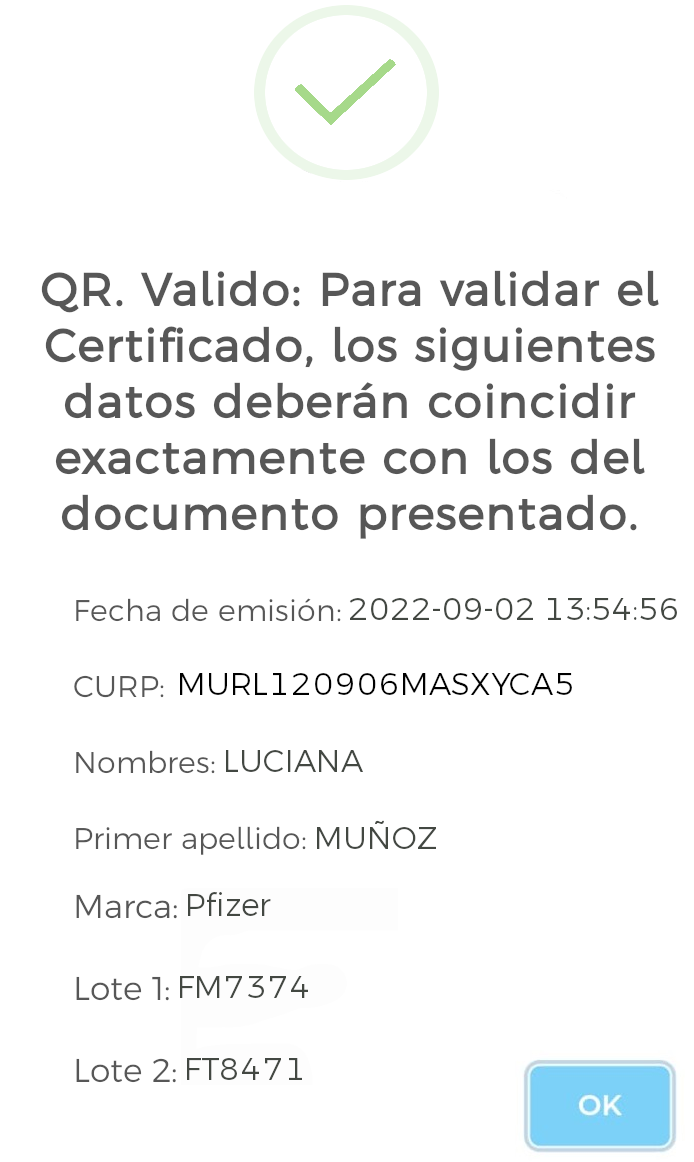 QR. Valido: Para validar el
Certificado, los siguientes
datos deberán coincidir
exactamente con los del
documento presentado.
Fecha de emisión: 2022-09-02 13:54:56
CURP: MURL120906MASXYCA5
Nombres: LUCIANA
Primer apellido: MUÑOZ
Marca: Pfizer
Lote 1: FM7374
Lote 2: FT8471
OK